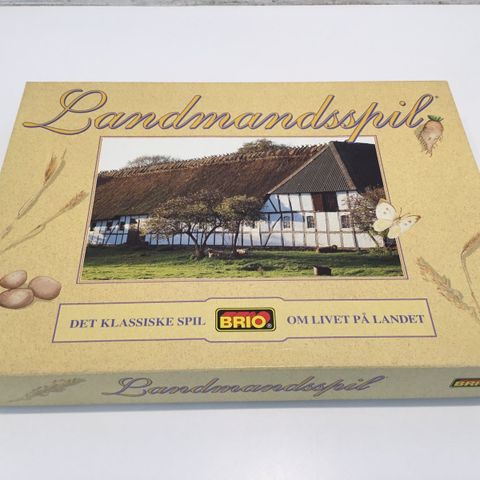 Landmandsspil®
DET KLASSISKE SPIL BRIO® OM LIVET PÅ LANDET
Landmandsspil
BRIO